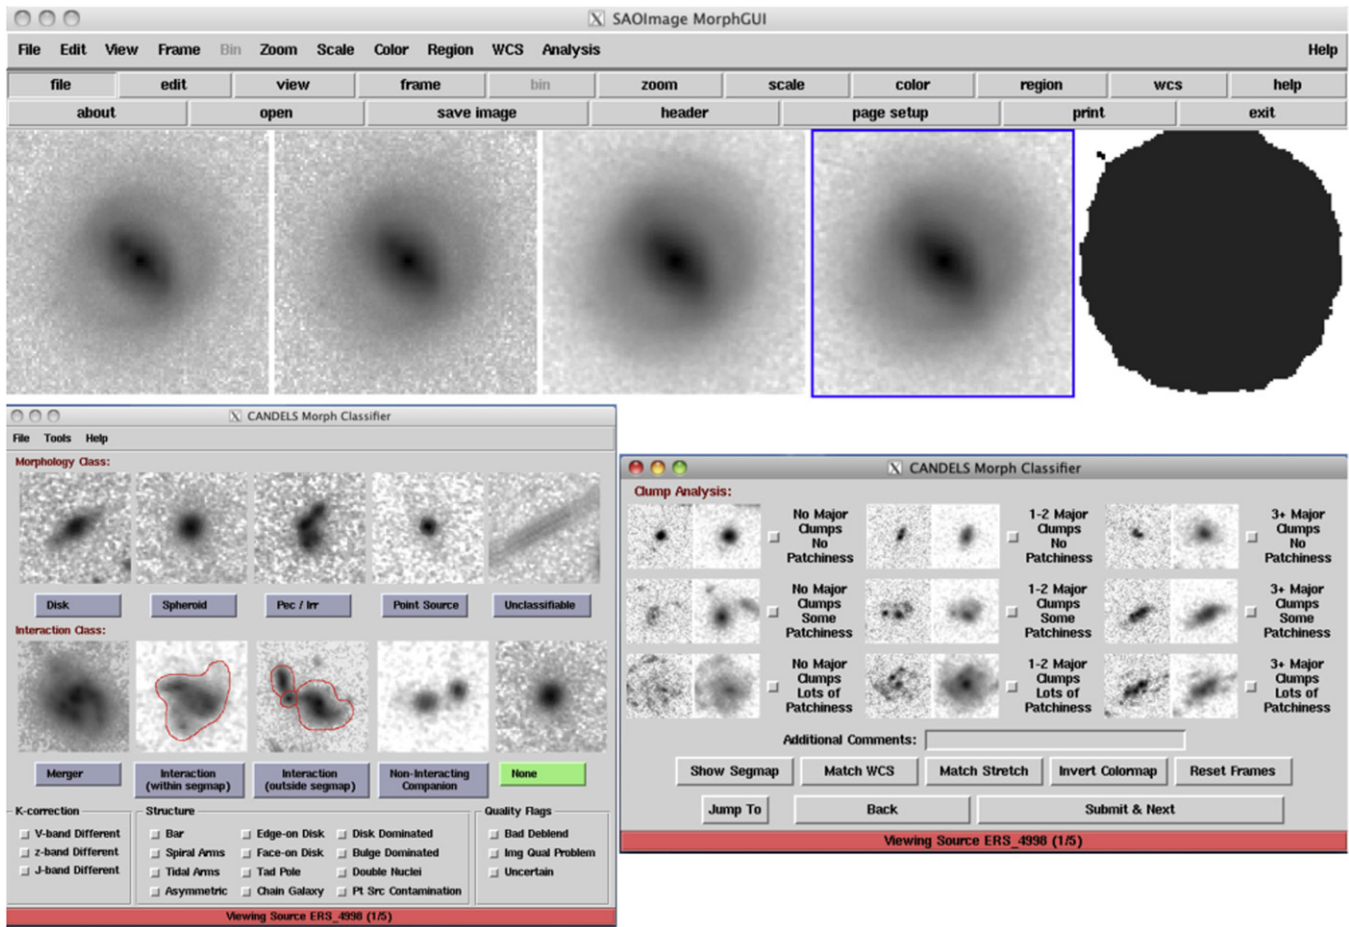 SAOImage MorphGUI
File Edit View Frame Bin Zoom Scale Color Region WCS Analysis Help
file edit view frame bin zoom scale color region wcs help
about open save image header page setup print exit
CANDELS Morph Classifier
File Tools Help
Morphology Class:
Disk Spheroid Pec / Irr Point Source Unclassifiable
Interaction Class:
Merger
Interaction
(within segmap)
Interaction
(outside segmap)
Non-Interacting
Companion
None
K-correction
V-band Different
z-band Different
J-band Different
Structure
Bar Edge-on Disk Disk Dominated
Spiral Arms Face-on Disk Bulge Dominated
Tidal Arms Tad Pole Double Nuclei
Asymmetric Chain Galaxy Pt Src Contamination
Quality Flags
Bad Deblend
Img Qual Problem
Uncertain
Viewing Source ERS_4998 (1/5)
CANDELS Morph Classifier
Clump Analysis:
No Major
Clumps
No
Patchiness
1-2 Major
Clumps
No
Patchiness
3+ Major
Clumps
No
Patchiness
No Major
Clumps
Some
Patchiness
1-2 Major
Clumps
Some
Patchiness
3+ Major
Clumps
Some
Patchiness
No Major
Clumps
Lots of
Patchiness
1-2 Major
Clumps
Lots of
Patchiness
3+ Major
Clumps
Lots of
Patchiness
Additional Comments:
Show Segmap Match WCS Match Stretch Invert Colormap Reset Frames
Jump To Back Submit & Next
Viewing Source ERS_4998 (1/5)